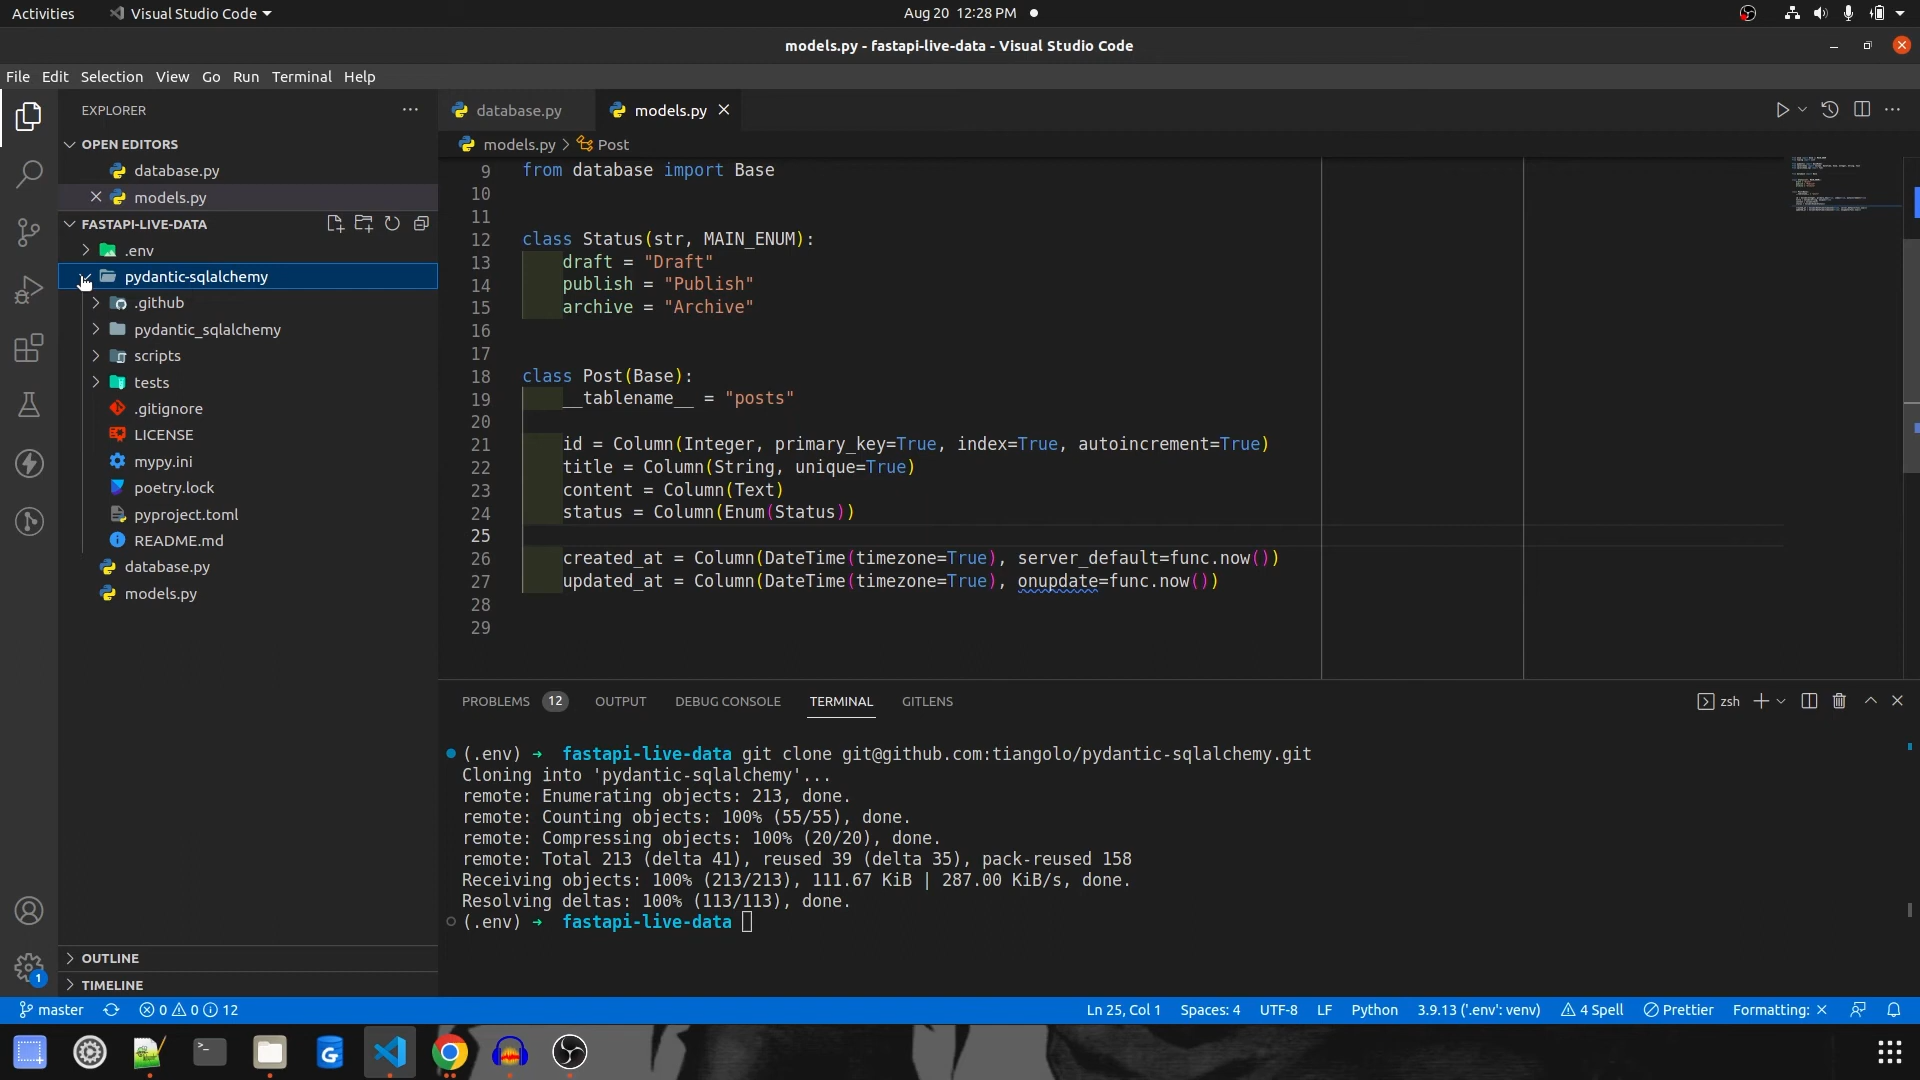 Activities
Visual Studio Code
Aug 20 12:28 PM
models.py - fastapi-live-data - Visual Studio Code
File Edit Selection View Go Run Terminal Help
EXPLORER
OPEN EDITORS
database.py
models.py
FASTAPI-LIVE-DATA
.env
pydantic-sqlalchemy
.github
pydantic_sqlalchemy
scripts
tests
.gitignore
LICENSE
mypy.ini
poetry.lock
pyproject.toml
README.md
database.py
models.py
OUTLINE
TIMELINE
1
database.py
models.py
models.py > Post
9 from database import Base
10
11
12 class Status(str, MAIN_ENUM):
13 draft = "Draft"
14 publish = "Publish"
15 archive = "Archive"
16
17
18 class Post(Base):
19 __tablename__ = "posts"
20
21 id = Column(Integer, primary_key=True, index=True, autoincrement=True)
22 title = Column(String, unique=True)
23 content = Column(Text)
24 status = Column(Enum(Status))
25
26 created_at = Column(DateTime(timezone=True), server_default=func.now())
27 updated_at = Column(DateTime(timezone=True), onupdate=func.now())
28
29
PROBLEMS 12 OUTPUT DEBUG CONSOLE TERMINAL GITLENS
zsh
(.env) → fastapi-live-data git clone git@github.com:tiangolo/pydantic-sqlalchemy.git
Cloning into 'pydantic-sqlalchemy'...
remote: Enumerating objects: 213, done.
remote: Counting objects: 100% (55/55), done.
remote: Compressing objects: 100% (20/20), done.
remote: Total 213 (delta 41), reused 39 (delta 35), pack-reused 158
Receiving objects: 100% (213/213), 111.67 KiB | 287.00 KiB/s, done.
Resolving deltas: 100% (113/113), done.
(.env) → fastapi-live-data
master 0 0 12
Ln 25, Col 1 Spaces: 4 UTF-8 LF Python 3.9.13 ('.env': venv) 4 Spell Prettier Formatting: ×